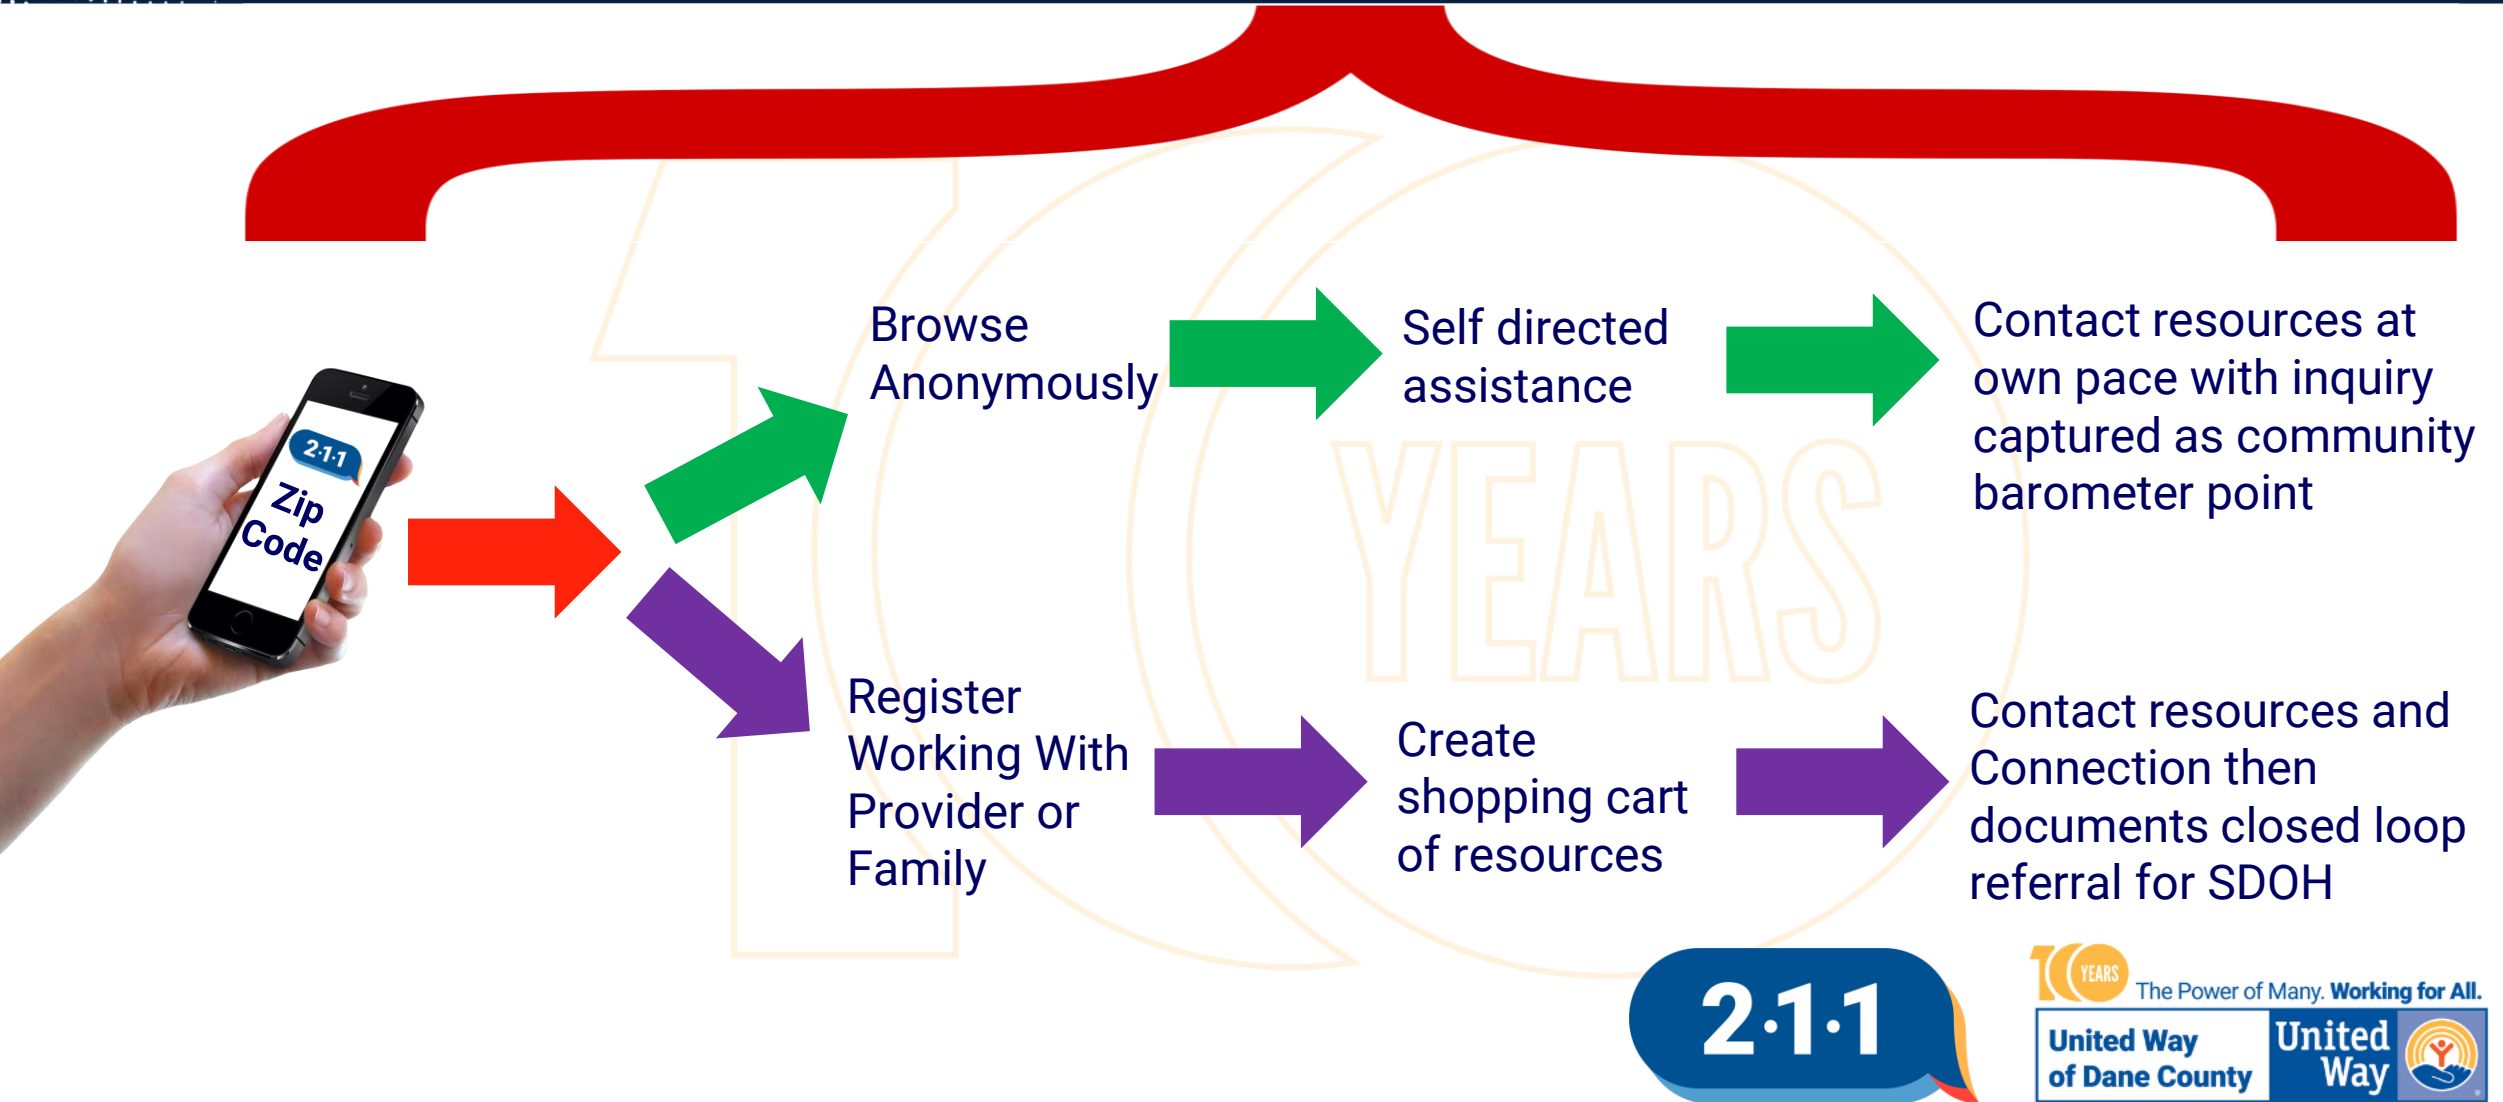 2·1·1
Zip
Code
Browse
Anonymously
Self directed
assistance
Contact resources at
own pace with inquiry
captured as community
barometer point
Register
Working With
Provider or
Family
Create
shopping cart
of resources
Contact resources and
Connection then
documents closed loop
referral for SDOH
100
YEARS
2·1·1
100 YEARS
The Power of Many. Working for All.
United Way
of Dane County
United
Way